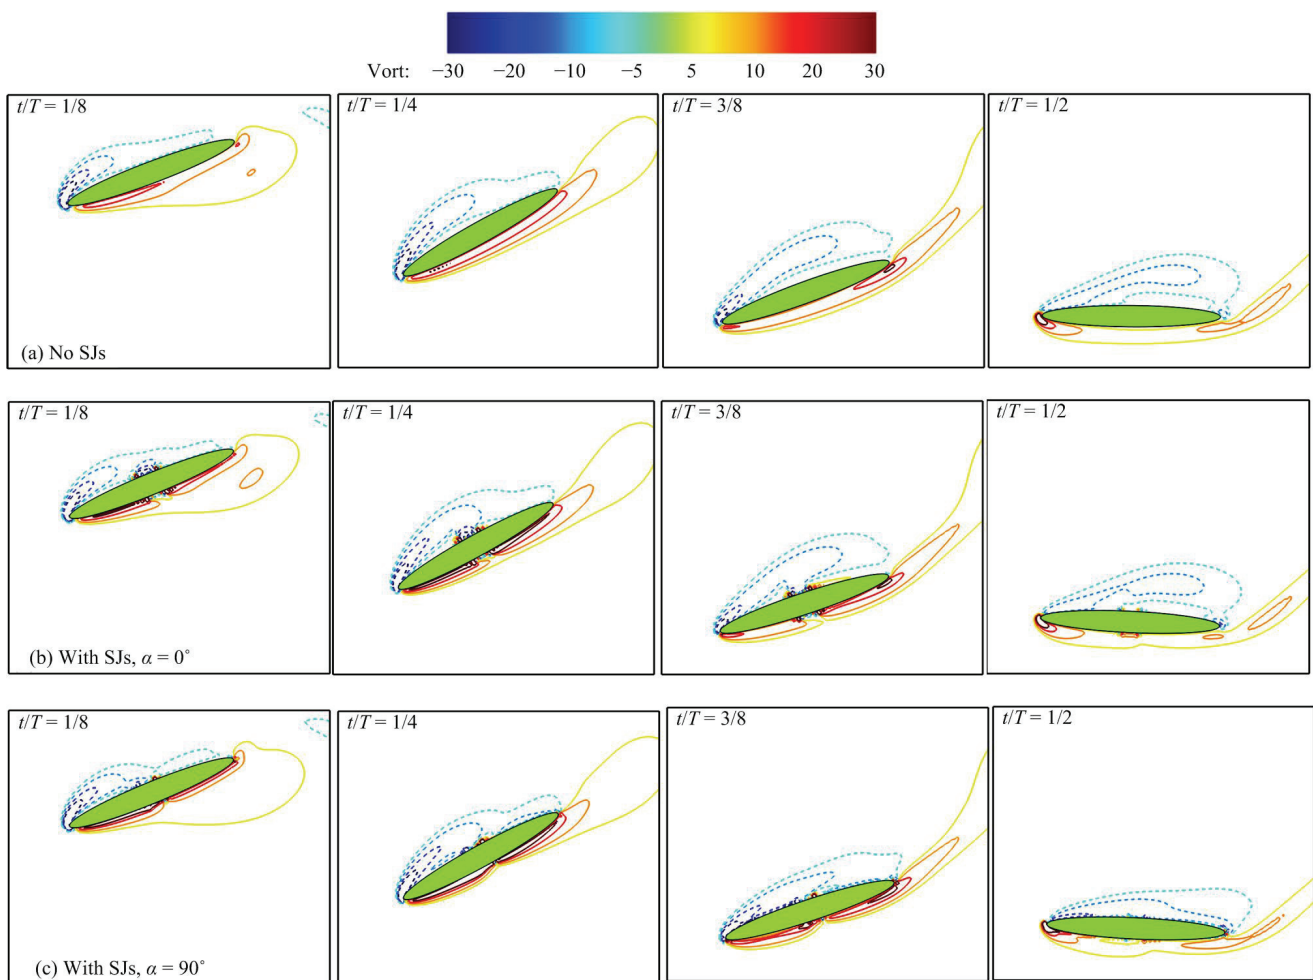 Vort: −30 −20 −10 −5 5 10 20 30
t/T = 1/8 t/T = 1/4 t/T = 3/8 t/T = 1/2
(a) No SJs
t/T = 1/8 t/T = 1/4 t/T = 3/8 t/T = 1/2
(b) With SJs, α = 0°
t/T = 1/8 t/T = 1/4 t/T = 3/8 t/T = 1/2
(c) With SJs, α = 90°